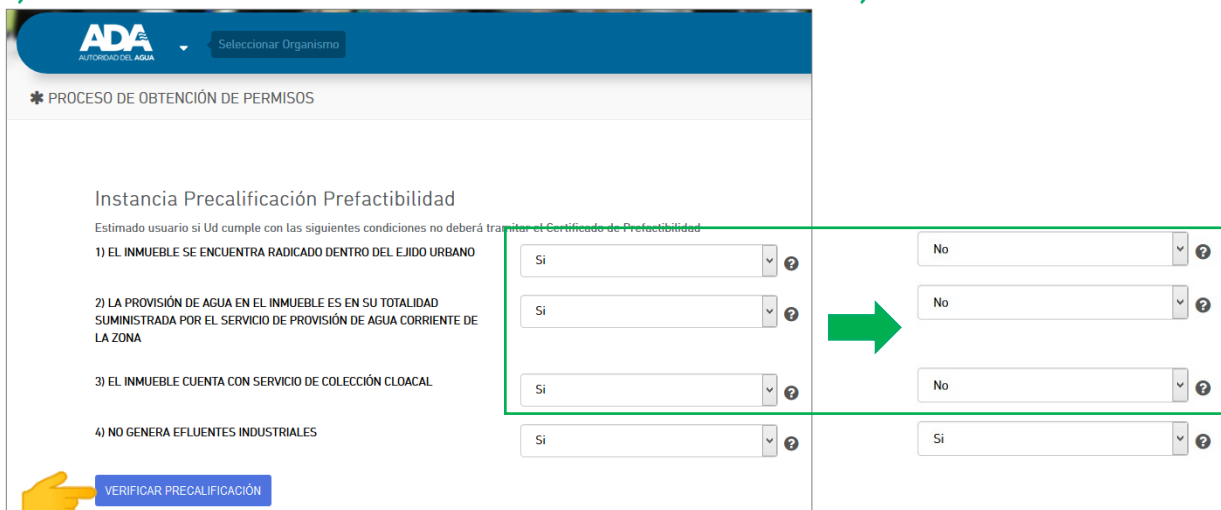 ADA
AUTORIDAD DEL AGUA
Seleccionar Organismo
✱ PROCESO DE OBTENCIÓN DE PERMISOS
Instancia Precalificación Prefactibilidad
Estimado usuario si Ud cumple con las siguientes condiciones no deberá tramitar el Certificado de Prefactibilidad
1) EL INMUEBLE SE ENCUENTRA RADICADO DENTRO DEL EJIDO URBANO
Si
No
2) LA PROVISIÓN DE AGUA EN EL INMUEBLE ES EN SU TOTALIDAD
SUMINISTRADA POR EL SERVICIO DE PROVISIÓN DE AGUA CORRIENTE DE
LA ZONA
Si
No
3) EL INMUEBLE CUENTA CON SERVICIO DE COLECCIÓN CLOACAL
Si
No
4) NO GENERA EFLUENTES INDUSTRIALES
Si
Si
VERIFICAR PRECALIFICACIÓN